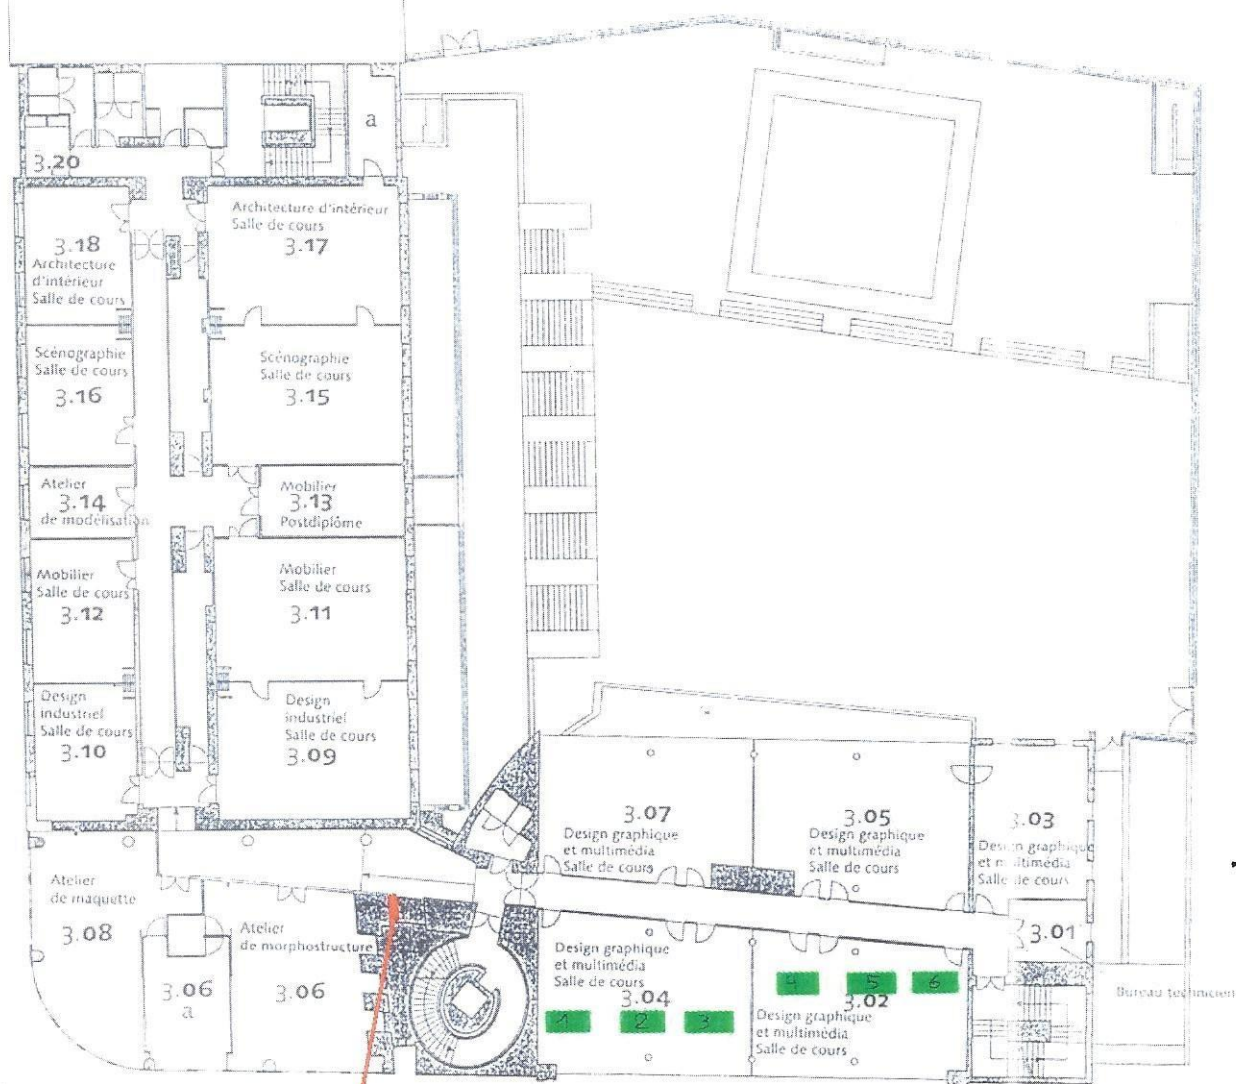 a
3.20
Architecture d'intérieur
Salle de cours
3.17
3.18
Architecture
d'intérieur
Salle de cours
Scénographie
Salle de cours
3.16
Scénographie
Salle de cours
3.15
Atelier
3.14
de modélisation
Mobilier
3.13
Postdiplôme
Mobilier
Salle de cours
3.12
Mobilier
Salle de cours
3.11
Design
industriel
Salle de cours
3.10
Design
industriel
Salle de cours
3.09
3.07
Design graphique
et multimédia
Salle de cours
3.05
Design graphique
et multimédia
Salle de cours
3.03
Design graphique
et multimédia
Salle de cours
Atelier
de maquette
3.08
Atelier
de morphostructure
3.06
a
3.06
Design graphique
et multimédia
Salle de cours
3.04
1
2
3
4
5
6
3.02
Design graphique
et multimédia
Salle de cours
3.01
Bureau technicien